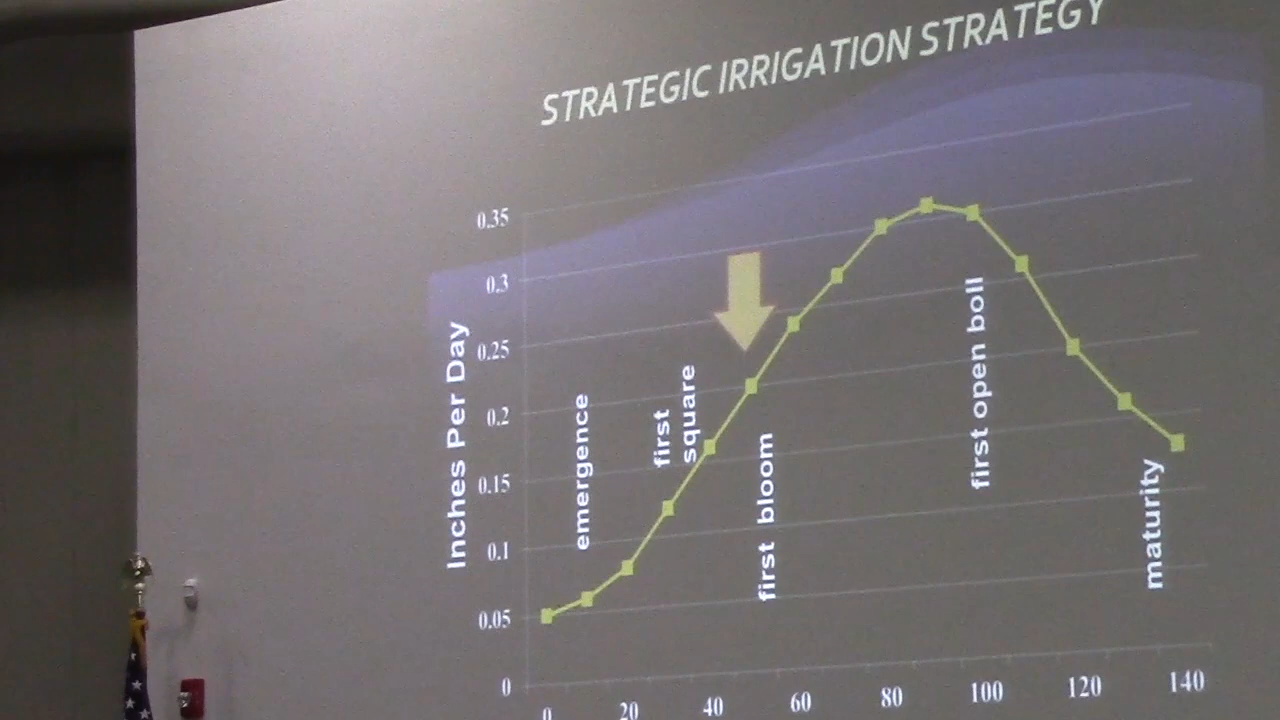 STRATEGIC IRRIGATION STRATEGY
0.35
0.3
0.25
0.2
0.15
0.1
0.05
0
Inches Per Day
emergence
first
square
first bloom
first open boll
maturity
0
20
40
60
80
100
120
140